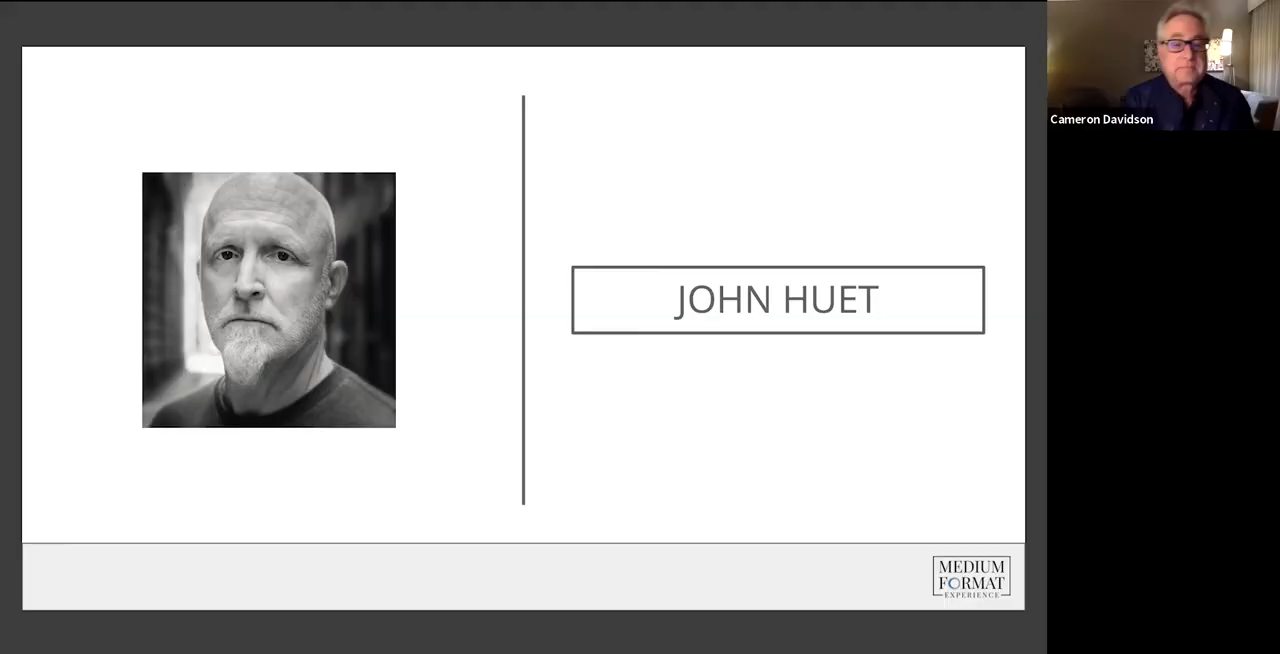 JOHN HUET
MEDIUM
FORMAT
EXPERIENCE
Cameron Davidson